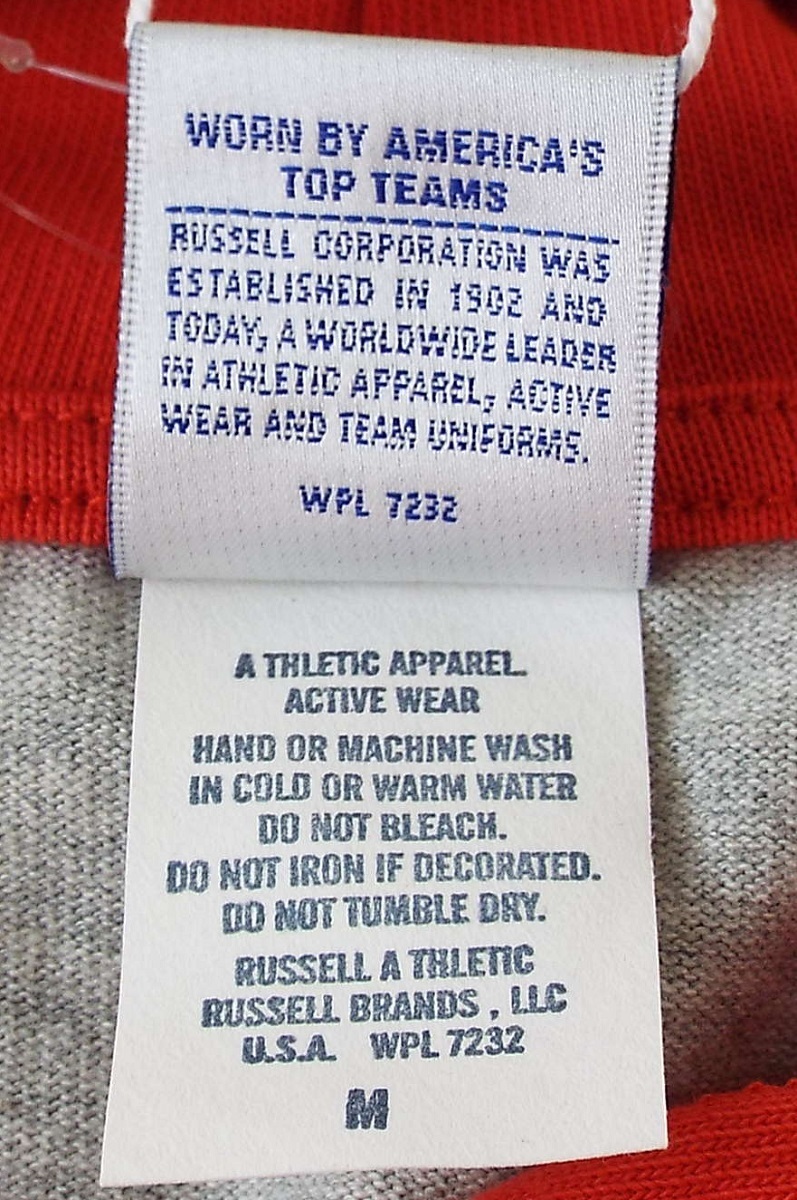 WORN BY AMERICA'S
TOP TEAMS
RUSSELL CORPORATION WAS
ESTABLISHED IN 1902 AND
TODAY, A WORLDWIDE LEADER
IN ATHLETIC APPAREL, ACTIVE
WEAR AND TEAM UNIFORMS.
WPL 7232
A THLETIC APPAREL.
ACTIVE WEAR
HAND OR MACHINE WASH
IN COLD OR WARM WATER
DO NOT BLEACH.
DO NOT IRON IF DECORATED.
DO NOT TUMBLE DRY.
RUSSELL A THLETIC
RUSSELL BRANDS , LLC
U.S.A. WPL 7232
M